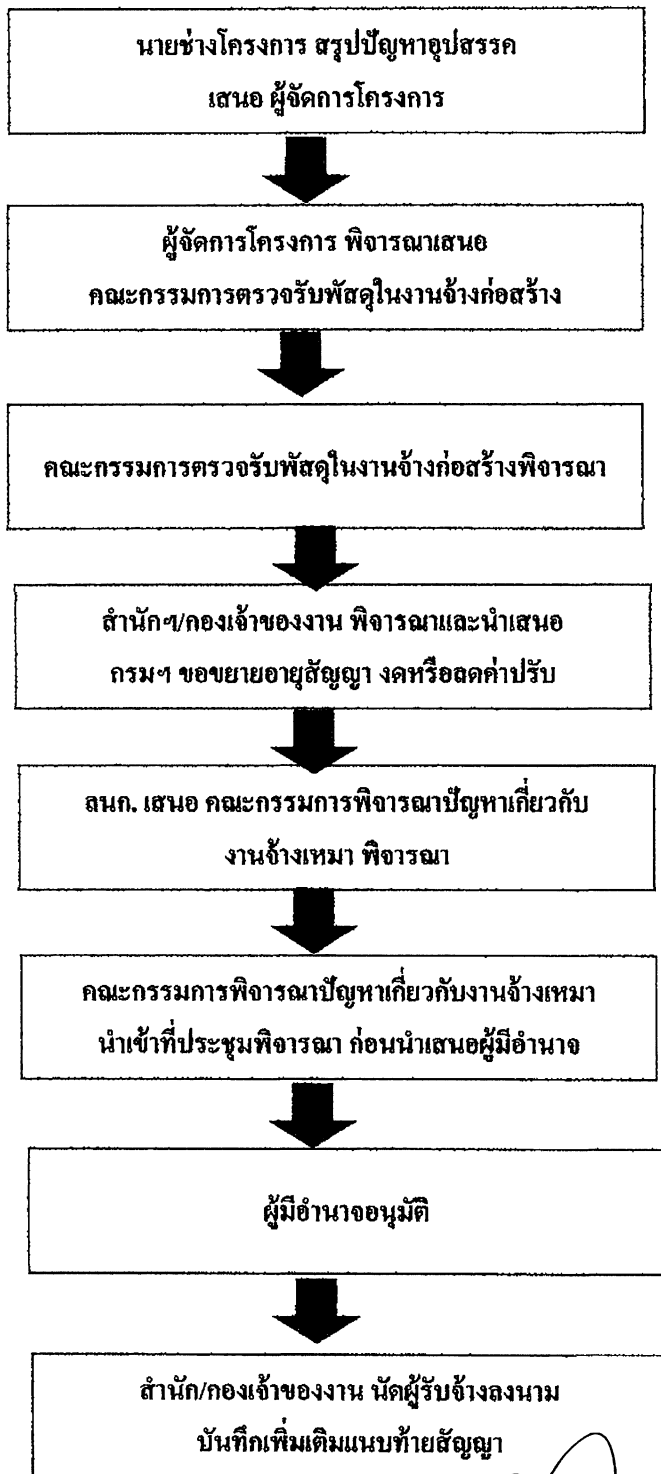 นายช่างโครงการ สรุปปัญหาอุปสรรค
เสนอ ผู้จัดการโครงการ
ผู้จัดการโครงการ พิจารณาเสนอ
คณะกรรมการตรวจรับพัสดุในงานจ้างก่อสร้าง
คณะกรรมการตรวจรับพัสดุในงานจ้างก่อสร้างพิจารณา
สำนักฯ/กองเจ้าของงาน พิจารณาและนำเสนอ
กรมฯ ขอขยายอายุสัญญา งดหรือลดค่าปรับ
ลนก. เสนอ คณะกรรมการพิจารณาปัญหาเกี่ยวกับ
งานจ้างเหมา พิจารณา
คณะกรรมการพิจารณาปัญหาเกี่ยวกับงานจ้างเหมา
นำเข้าที่ประชุมพิจารณา ก่อนนำเสนอผู้มีอำนาจ
ผู้มีอำนาจอนุมัติ
สำนัก/กองเจ้าของงาน นัดผู้รับจ้างลงนาม
บันทึกเพิ่มเติมแนบท้ายสัญญา